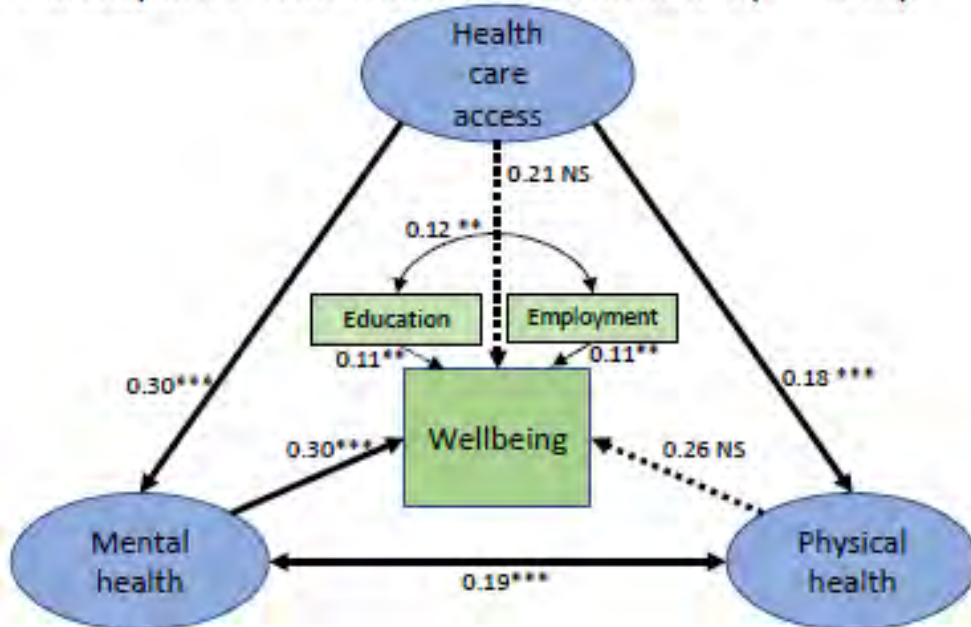 Health
care
access
0.21 NS
0.12 **
Education
Employment
0.11**
0.11**
0.30***
0.18 ***
Wellbeing
0.30***
0.26 NS
Mental
health
Physical
health
0.19***